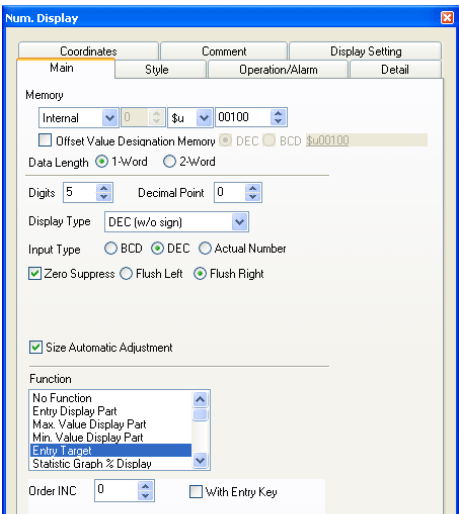 Num. Display
Coordinates Comment Display Setting
Main Style Operation/Alarm Detail
Memory
Internal 0 $u 00100
Offset Value Designation Memory DEC BCD $u00100
Data Length 1-Word 2-Word
Digits 5 Decimal Point 0
Display Type DEC (w/o sign)
Input Type BCD DEC Actual Number
Zero Suppress Flush Left Flush Right
Size Automatic Adjustment
Function
No Function
Entry Display Part
Max. Value Display Part
Min. Value Display Part
Entry Target
Statistic Graph % Display
Order INC 0 With Entry Key